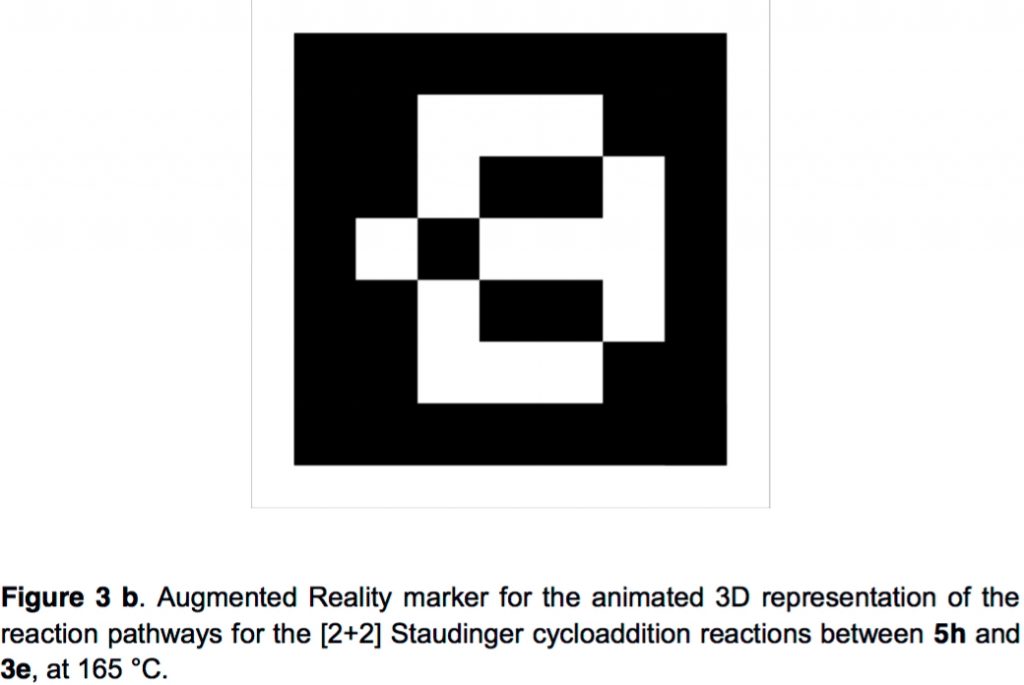 Figure 3 b. Augmented Reality marker for the animated 3D representation of the
reaction pathways for the [2+2] Staudinger cycloaddition reactions between 5h and
3e, at 165 °C.